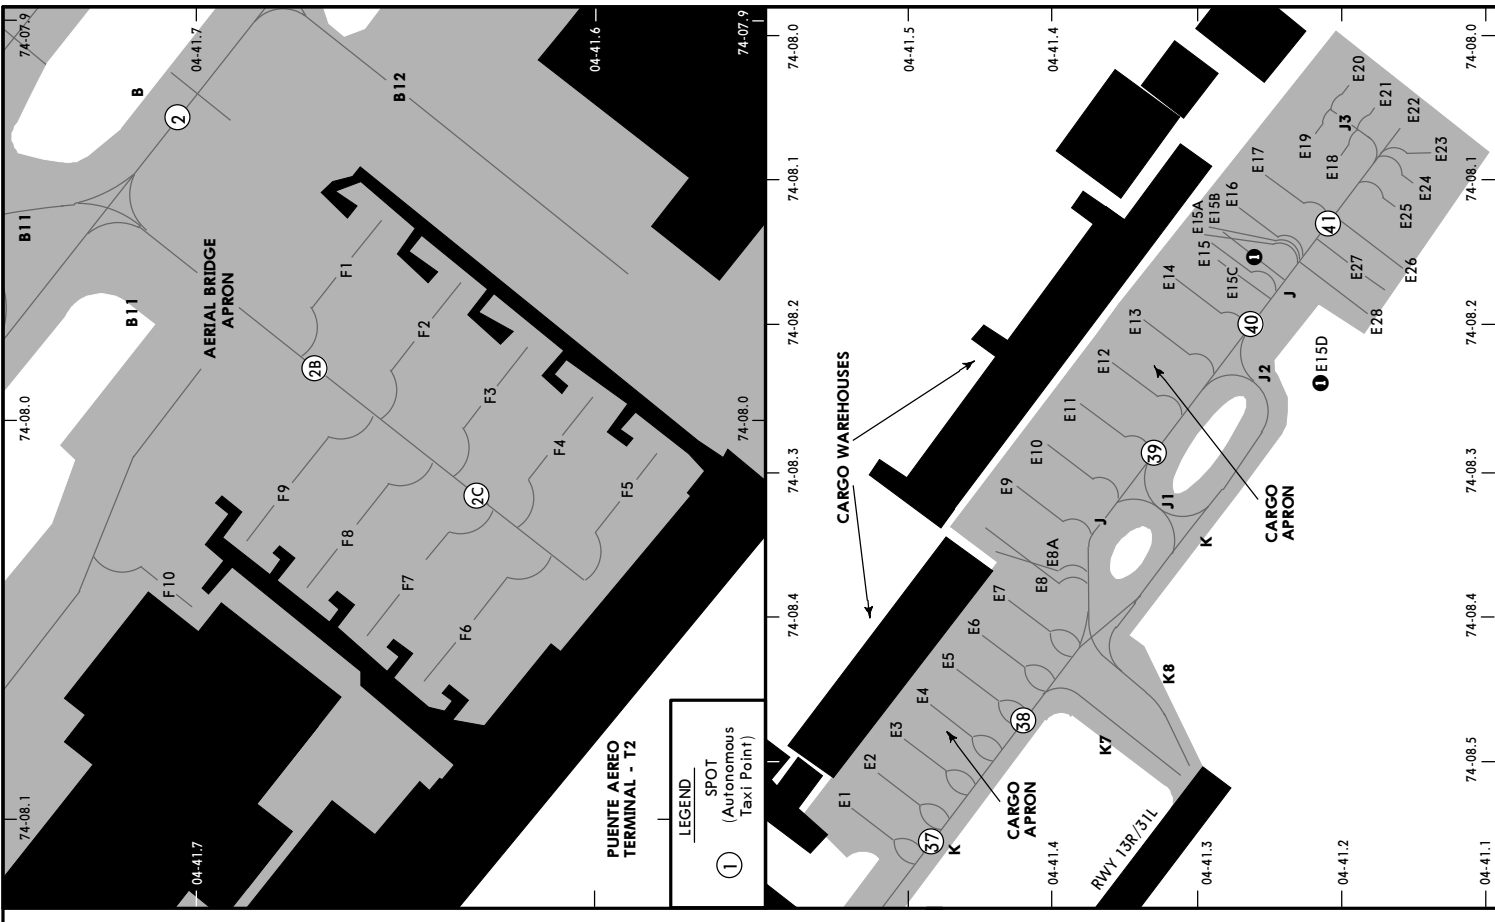 74-07.9
04-41.7
04-41.6
74-07.9
B
2
B12
B11
B11
AERIAL BRIDGE
APRON
F1
F2
2B
F3
74-08.0
74-08.0
F4
F9
2C
F5
F8
F10
F7
F6
PUENTE AEREO
TERMINAL - T2
LEGEND
1
SPOT
(Autonomous
Taxi Point)
74-08.1
04-41.7
74-08.0
04-41.5
04-41.4
74-08.0
E20
E21
E22
J3
E19
E18
E23
E24
E25
74-08.1
74-08.1
E17
E16
E15A
E15B
E15
1
E15C
E14
41
E27
E26
E28
J
40
E13
74-08.2
74-08.2
1 E15D
E12
J2
E11
CARGO WAREHOUSES
E10
39
74-08.3
74-08.3
E9
J1
J
K
CARGO
APRON
E8A
E8
E7
74-08.4
74-08.4
E6
E5
K8
E4
38
E3
K7
E2
74-08.5
E1
CARGO
APRON
37
K
RWY 13R/31L
04-41.4
04-41.3
04-41.2
04-41.1